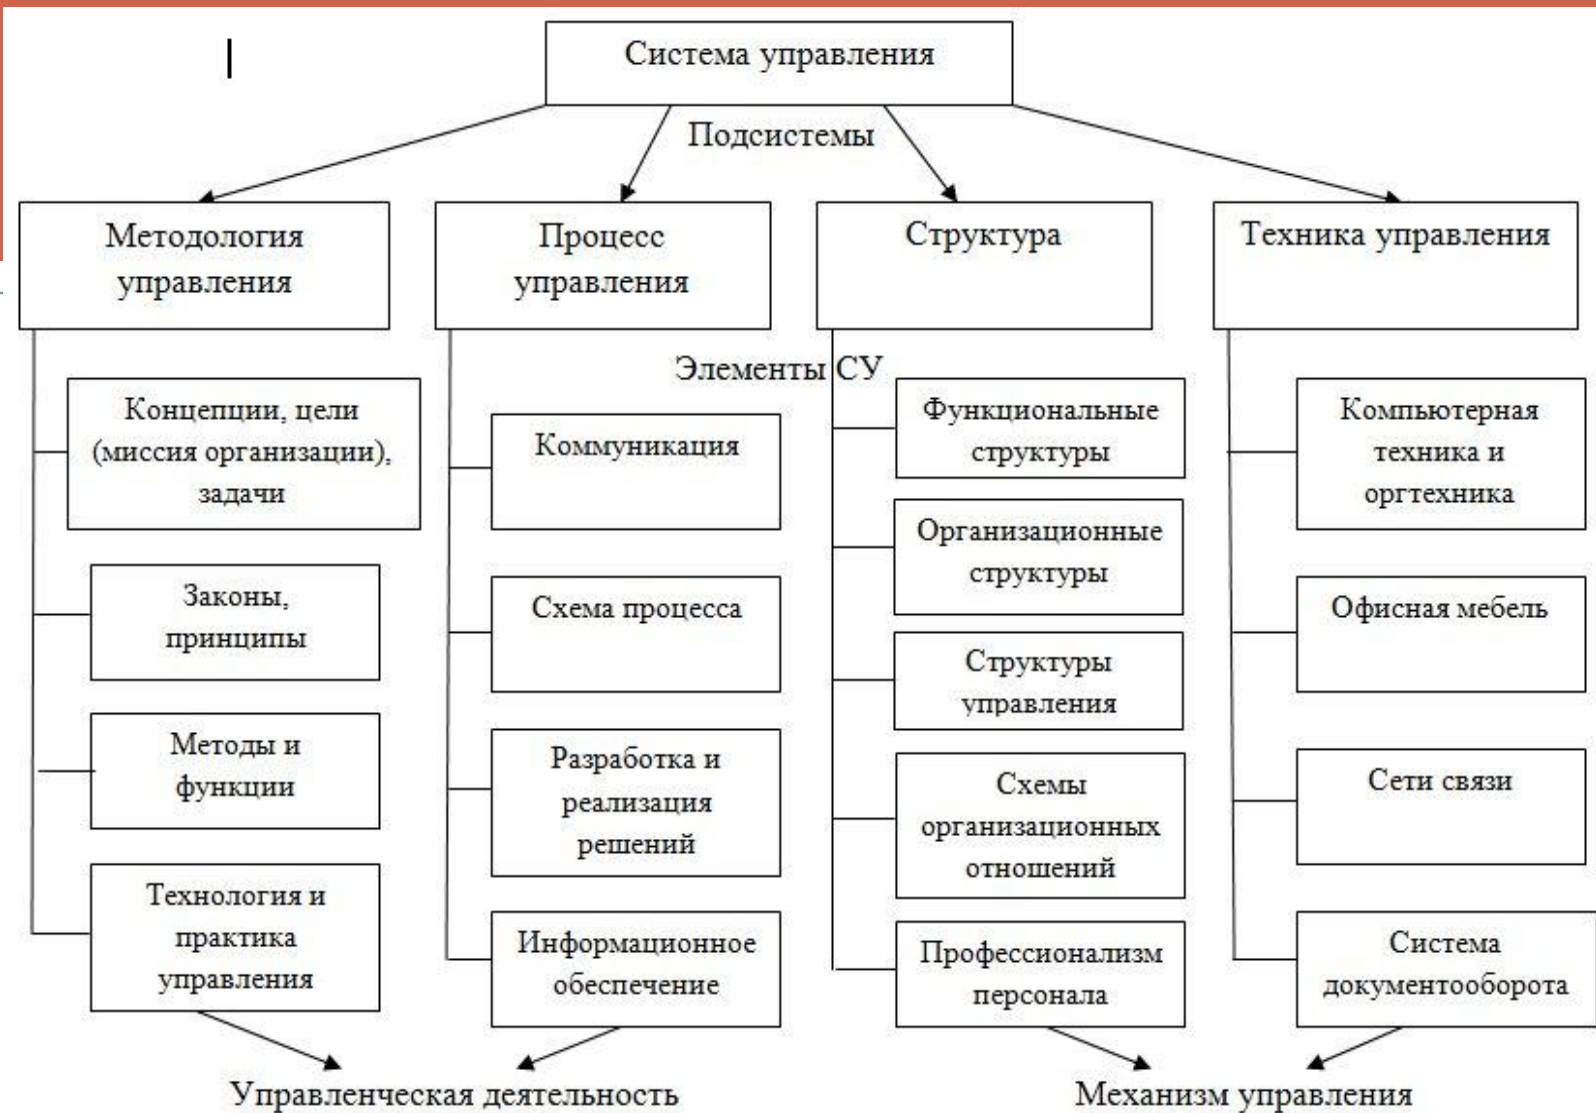 Система управления
Подсистемы
Методология
управления
Процесс
управления
Структура
Техника управления
Элементы СУ
Концепции, цели
(миссия организации),
задачи
Законы,
принципы
Методы и
функции
Технология и
практика
управления
Коммуникация
Схема процесса
Разработка и
реализация
решений
Информационное
обеспечение
Функциональные
структуры
Организационные
структуры
Структуры
управления
Схемы
организационных
отношений
Профессионализм
персонала
Компьютерная
техника и
оргтехника
Офисная мебель
Сети связи
Система
документооборота
Управленческая деятельность
Механизм управления